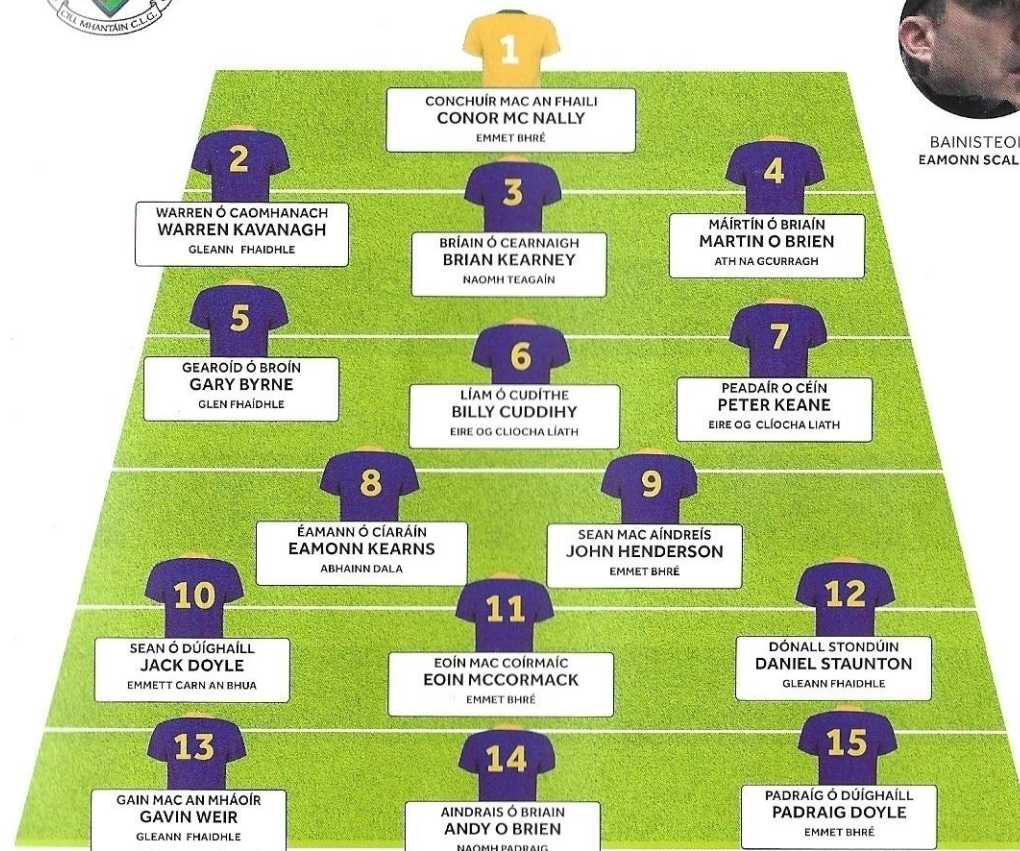 CILL MHANTÁIN C.L.G.
1
CONCHUÍR MAC AN FHAILI
CONOR MC NALLY
EMMET BHRÉ
BAINISTEOI
EAMONN SCAL
2
WARREN Ó CAOMHANACH
WARREN KAVANAGH
GLEANN FHAIDHLE
3
BRÍAIN Ó CEARNAIGH
BRIAN KEARNEY
NAOMH TEAGAÍN
4
MÁIRTÍN Ó BRIAÍN
MARTIN O BRIEN
ATH NA GCURRAGH
5
GEAROÍD Ó BROÍN
GARY BYRNE
GLEN FHAÍDHLE
6
LÍAM Ó CUDÍTHE
BILLY CUDDIHY
EIRE OG CLIOCHA LÍATH
7
PEADAÍR O CÉÍN
PETER KEANE
EIRE OG CLÍOCHA LIATH
8
ÉAMANN Ó CÍARÁIN
EAMONN KEARNS
ABHAINN DALA
9
SEAN MAC AÍNDREÍS
JOHN HENDERSON
EMMET BHRÉ
10
SEAN Ó DÚÍGHAÍLL
JACK DOYLE
EMMETT CARN AN BHUA
11
EOÍN MAC COÍRMAÍC
EOIN MCCORMACK
EMMET BHRÉ
12
DÓNALL STONDÚIN
DANIEL STAUNTON
GLEANN FHAIDHLE
13
GAIN MAC AN MHÁOÍR
GAVIN WEIR
GLEANN FHAIDHLE
14
AINDRAIS Ó BRIAIN
ANDY O BRIEN
NAOMH PADRAIG
15
PADRAÍG Ó DÚÍGHAÍLL
PADRAIG DOYLE
EMMET BHRÉ